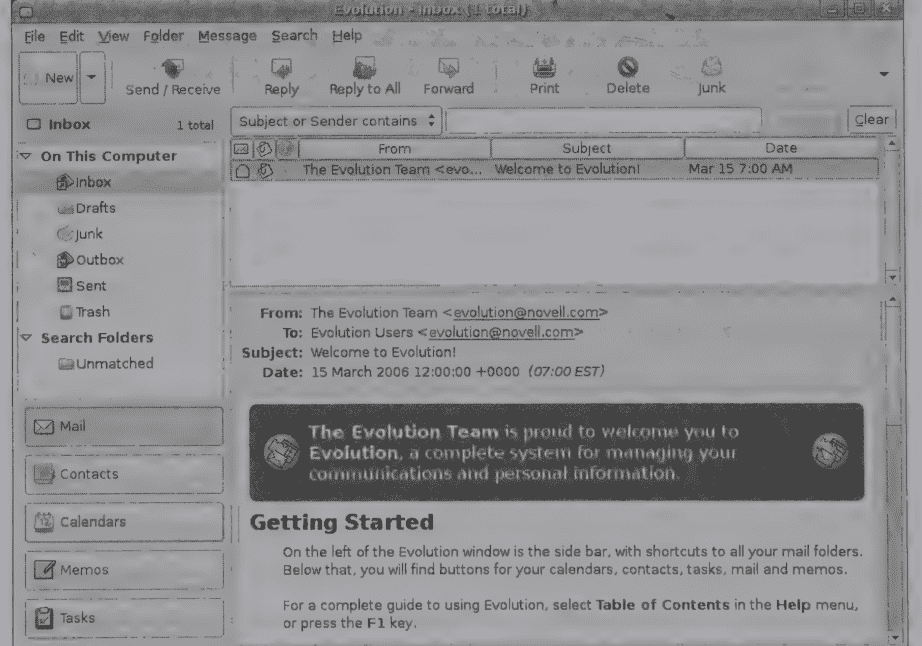 Evolution - Inbox (1 total)
File Edit View Folder Message Search Help
New
Send / Receive
Reply
Reply to All
Forward
Print
Delete
Junk
Inbox 1 total
Subject or Sender contains
Clear
On This Computer
Inbox
Drafts
Junk
Outbox
Sent
Trash
Search Folders
Unmatched
Mail
Contacts
Calendars
Memos
Tasks
From Subject Date
The Evolution Team <evo... Welcome to Evolution! Mar 15 7:00 AM
From: The Evolution Team <evolution@novell.com>
To: Evolution Users <evolution@novell.com>
Subject: Welcome to Evolution!
Date: 15 March 2006 12:00:00 +0000 (07:00 EST)
The Evolution Team is proud to welcome you to
Evolution, a complete system for managing your
communications and personal information.
Getting Started
On the left of the Evolution window is the side bar, with shortcuts to all your mail folders.
Below that, you will find buttons for your calendars, contacts, tasks, mail and memos.
For a complete guide to using Evolution, select Table of Contents in the Help menu,
or press the F1 key.